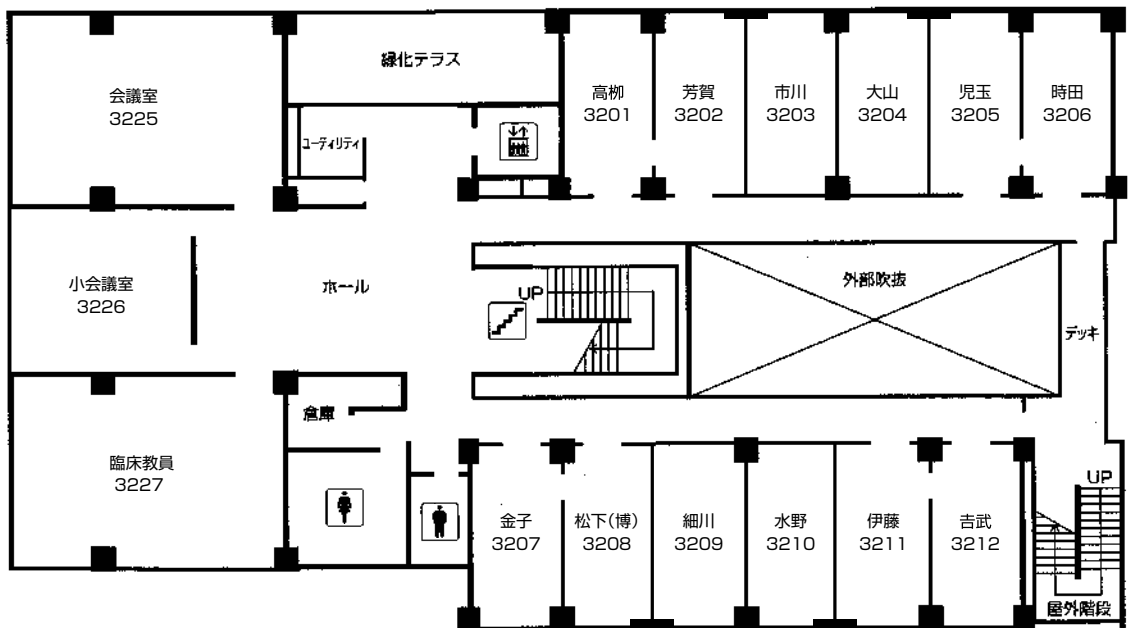 会議室
3225
緑化テラス
ユーティリティ
高栁
3201
芳賀
3202
市川
3203
大山
3204
児玉
3205
時田
3206
小会議室
3226
ホール
UP
外部吹抜
デッキ
臨床教員
3227
倉庫
金子
3207
松下(博)
3208
細川
3209
水野
3210
伊藤
3211
吉武
3212
UP
屋外階段